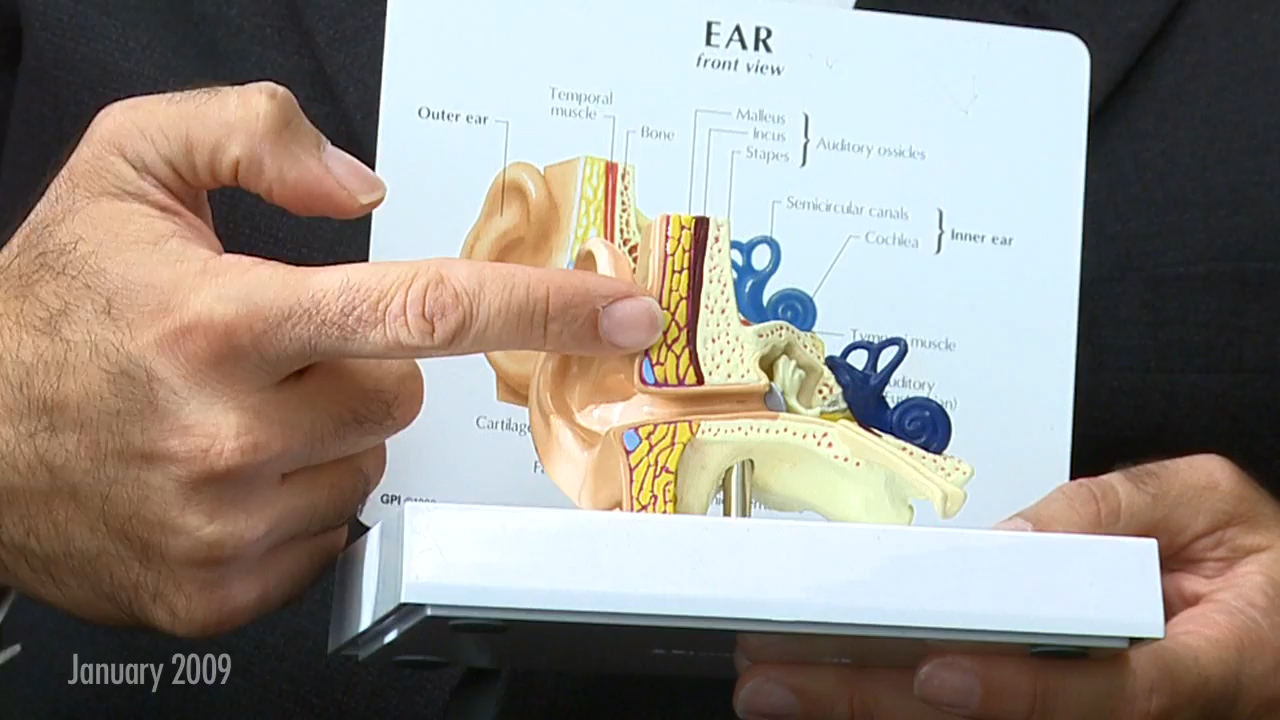 EAR
front view
Temporal
muscle
Outer ear
Bone
Malleus
Incus
Stapes
Auditory ossicles
Semicircular canals
Cochlea
Inner ear
muscle
Cartilage
GPI
January 2009